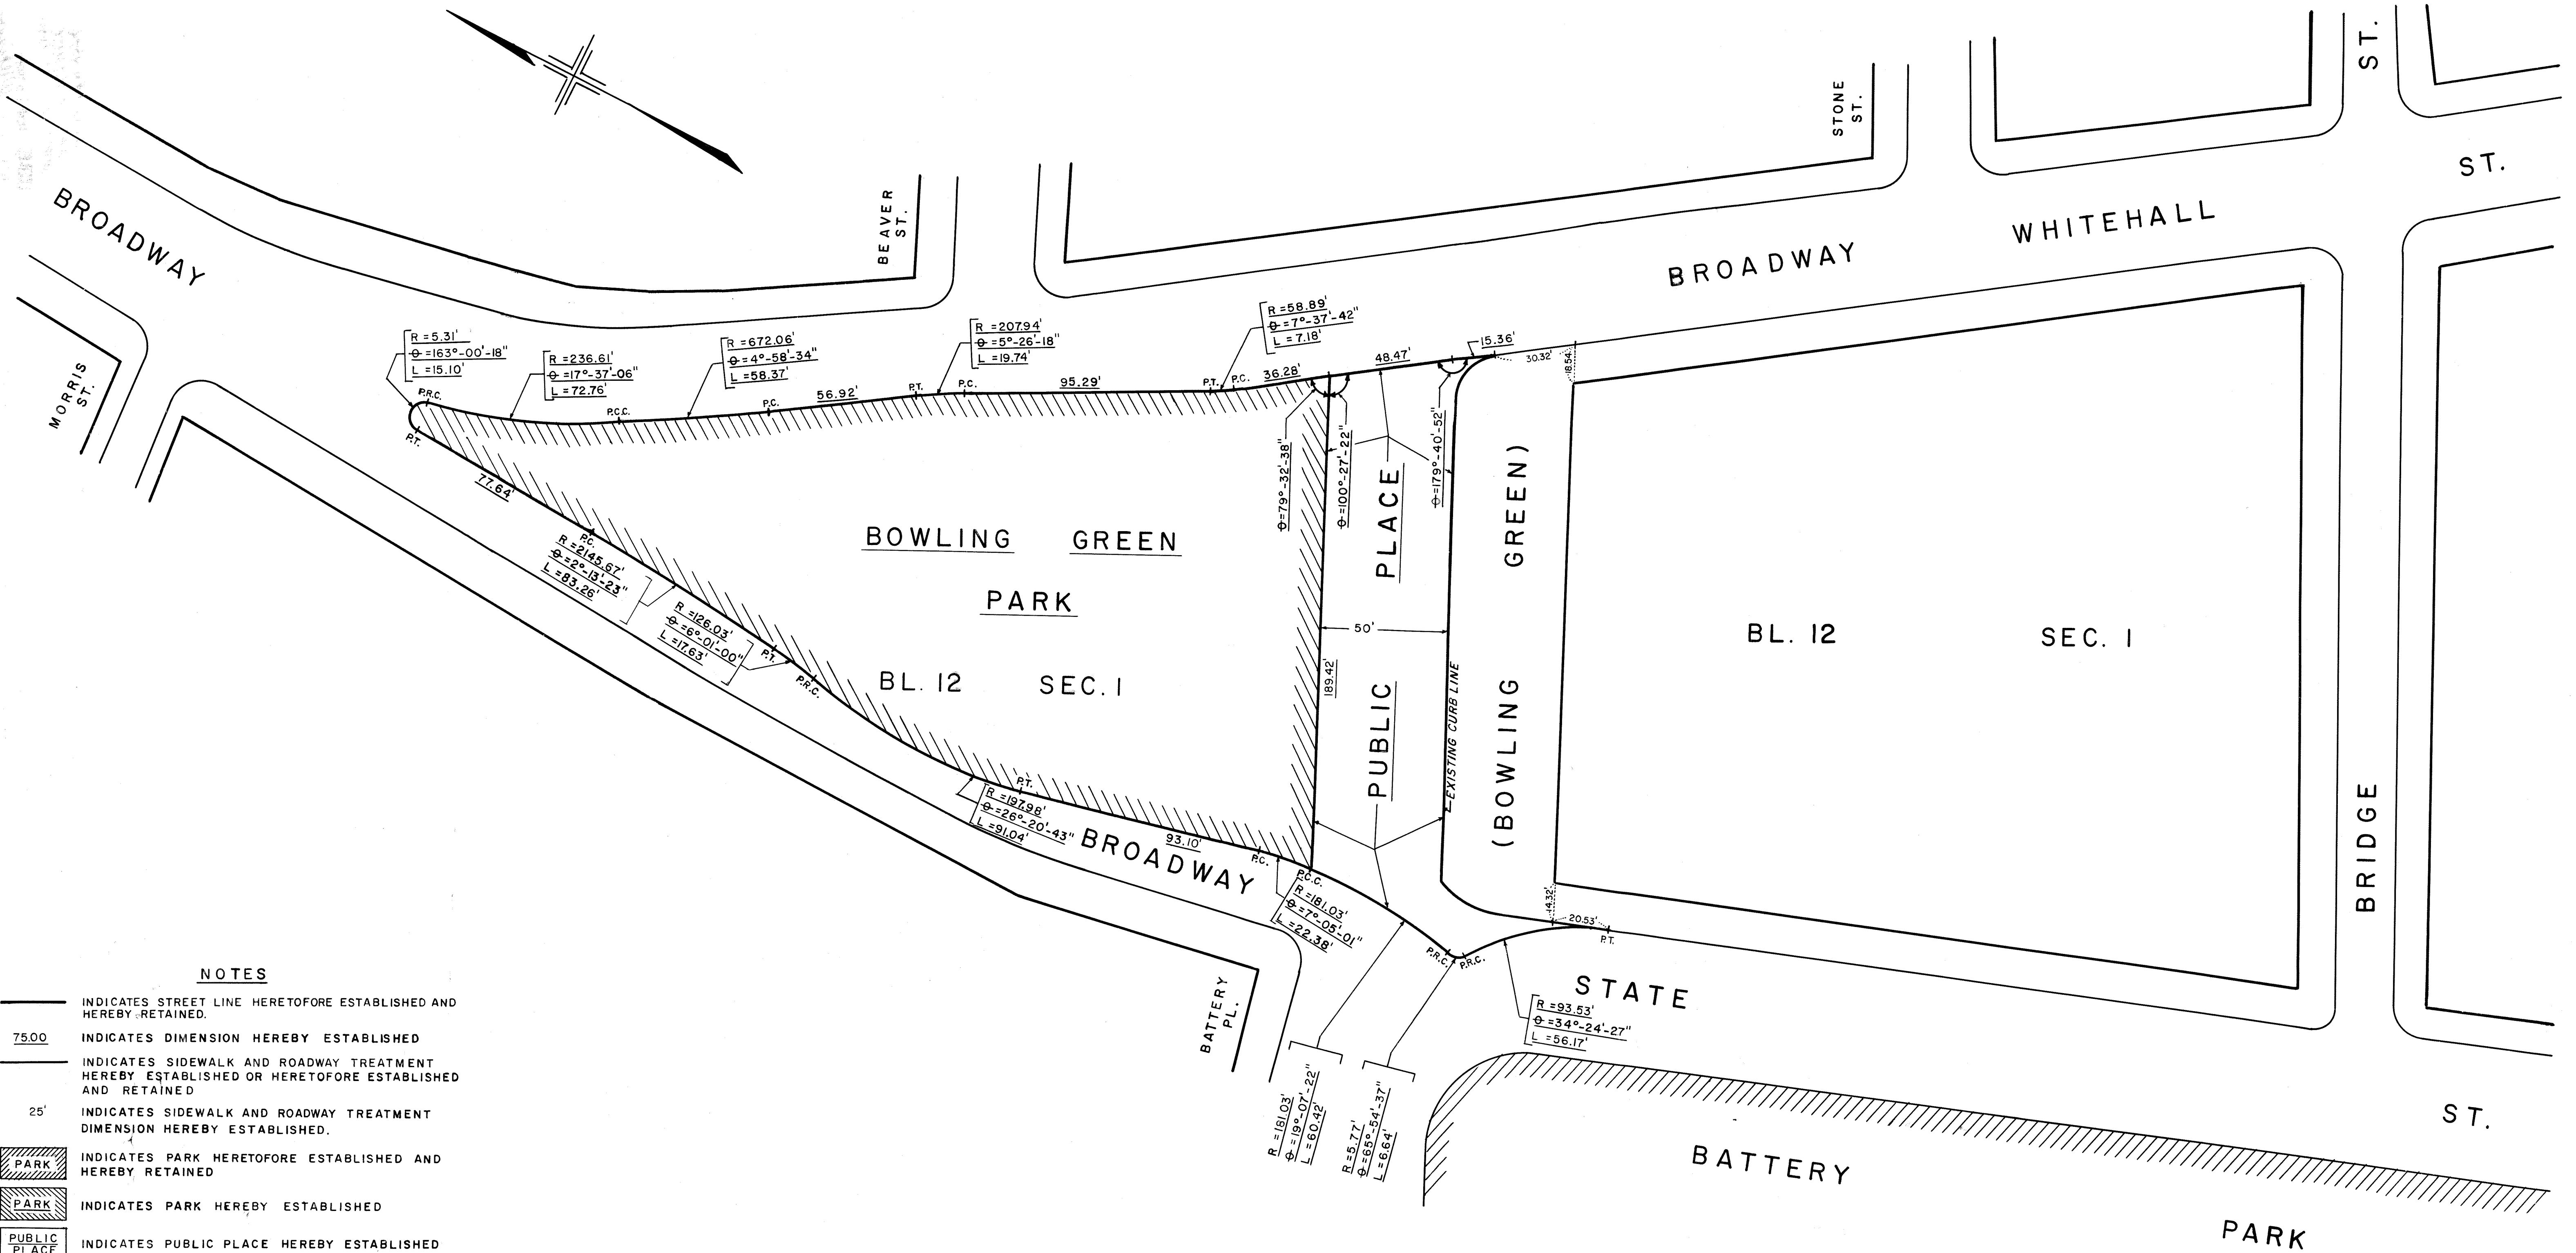 BROADWAY
MORRIS
ST.
BEAVER
ST.
STONE
ST.
ST.
ST.
WHITEHALL
BROADWAY
R = 5.31'
θ = 163°-00'-18"
L = 15.10'
P.R.C.
P.T.
R = 236.61'
θ = 17°-37'-06"
L = 72.76'
P.C.C.
R = 672.06'
θ = 4°-58'-34"
L = 58.37'
P.C.
56.92'
P.T.
R = 207.94'
θ = 5°-26'-18"
L = 19.74'
P.C.
95.29'
P.T.
P.C.
R = 58.89'
θ = 7°-37'-42"
L = 7.18'
36.28'
48.47'
15.36'
30.32'
18.54'
θ = 79°-32'-38"
θ = 100°-27'-22"
θ = 179°-40'-52"
77.64'
P.C.
R = 2145.67'
θ = 2°-13'-23"
L = 83.26'
R = 126.03'
θ = 6°-01'-00"
L = 17.63'
P.T.
P.R.C.
BOWLING GREEN
PARK
BL. 12 SEC. 1
PUBLIC PLACE
50'
189.42'
EXISTING CURB LINE
(BOWLING GREEN)
BL. 12 SEC. 1
BRIDGE
P.T.
R = 197.98'
θ = 26°-20'-43"
L = 91.04'
BROADWAY
93.10'
P.C.
P.C.C.
R = 181.03'
θ = 7°-05'-01"
L = 22.38'
14.32'
20.53'
P.T.
P.R.C.
P.R.C.
STATE
ST.
R = 93.53'
θ = 34°-24'-27"
L = 56.17'
BATTERY
PL.
R = 181.03'
θ = 19°-07'-22"
L = 60.42'
R = 5.77'
θ = 65°-54'-37"
L = 6.64'
BATTERY
PARK
NOTES
INDICATES STREET LINE HERETOFORE ESTABLISHED AND
HEREBY RETAINED.
75.00 INDICATES DIMENSION HEREBY ESTABLISHED
INDICATES SIDEWALK AND ROADWAY TREATMENT
HEREBY ESTABLISHED OR HERETOFORE ESTABLISHED
AND RETAINED
25' INDICATES SIDEWALK AND ROADWAY TREATMENT
DIMENSION HEREBY ESTABLISHED.
PARK INDICATES PARK HERETOFORE ESTABLISHED AND
HEREBY RETAINED
PARK INDICATES PARK HEREBY ESTABLISHED
PUBLIC
PLACE INDICATES PUBLIC PLACE HEREBY ESTABLISHED